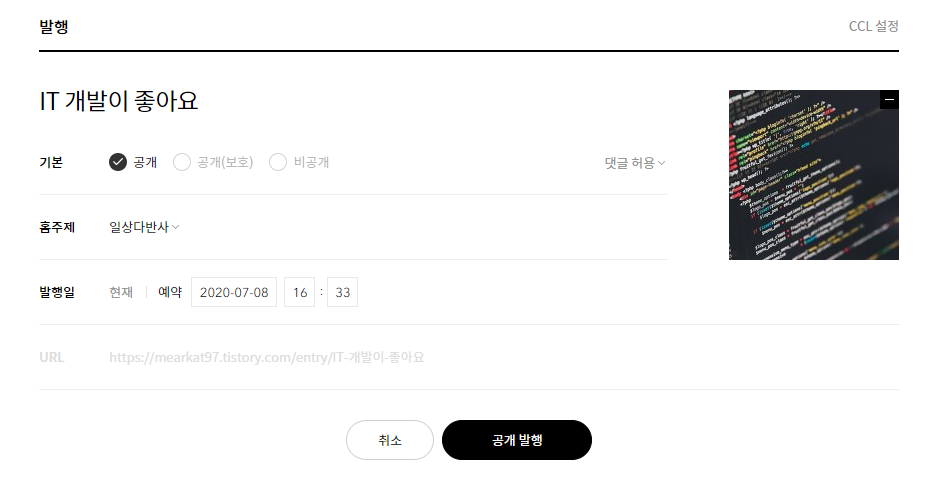 발행
CCL 설정
IT 개발이 좋아요
기본 공개 공개(보호) 비공개 댓글 허용
홈주제 일상다반사
발행일 현재 예약 2020-07-08 16 : 33
URL https://mearkat97.tistory.com/entry/IT-개발이-좋아요
취소 공개 발행